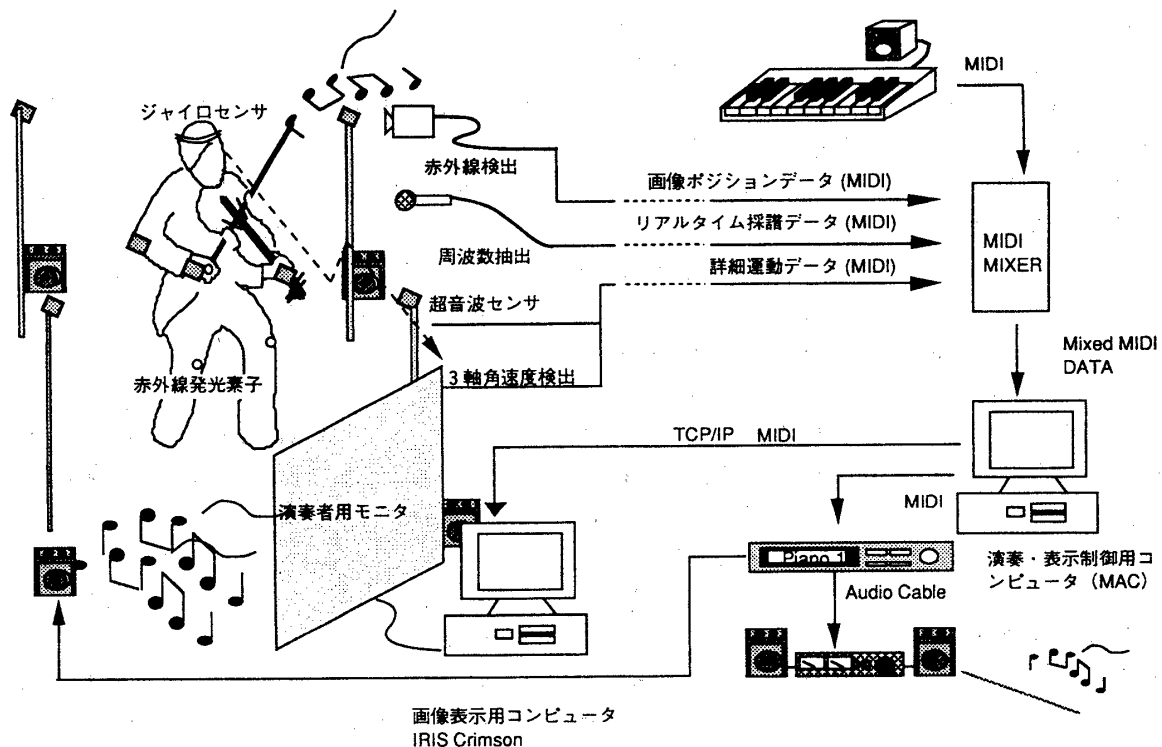 MIDI
ジャイロセンサ
赤外線検出
画像ポジションデータ (MIDI)
リアルタイム採譜データ (MIDI)
周波数抽出
詳細運動データ (MIDI)
MIDI
MIXER
超音波センサ
Mixed MIDI
DATA
3軸角速度検出
赤外線発光素子
TCP/IP MIDI
MIDI
演奏者用モニタ
Piano 1
演奏・表示制御用コ
ンピュータ (MAC)
Audio Cable
画像表示用コンピュータ
IRIS Crimson